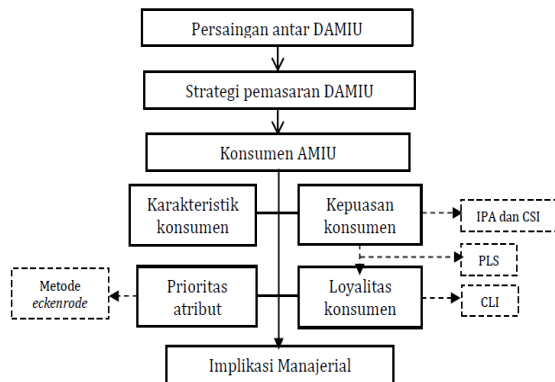 Persaingan antar DAMIU
Strategi pemasaran DAMIU
Konsumen AMIU
Karakteristik
konsumen
Kepuasan
konsumen
IPA dan CSI
PLS
Metode
eckenrode
Prioritas
atribut
Loyalitas
konsumen
CLI
Implikasi Manajerial